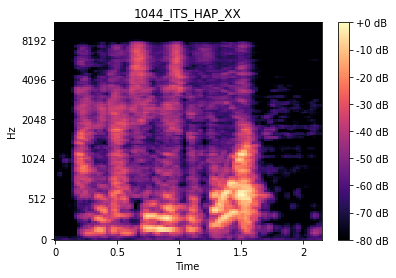 1044_ITS_HAP_XX
+0 dB
8192
-10 dB
4096
-20 dB
-30 dB
2048
Hz
-40 dB
1024
-50 dB
512
-60 dB
-70 dB
0
-80 dB
0 0.5 1 1.5 2
Time